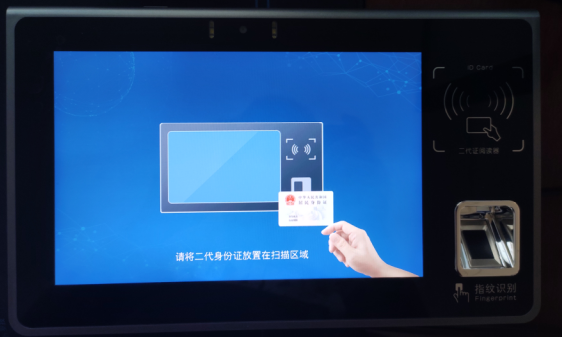 ID Card
二代证阅读器
请将二代身份证放置在扫描区域
指纹识别
Fingerprint